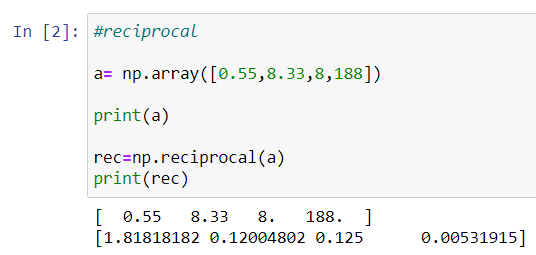 In [2]: #reciprocal
a= np.array([0.55,8.33,8,188])
print(a)
rec=np.reciprocal(a)
print(rec)
[  0.55   8.33   8.   188.  ]
[1.81818182 0.12004802 0.125      0.00531915]